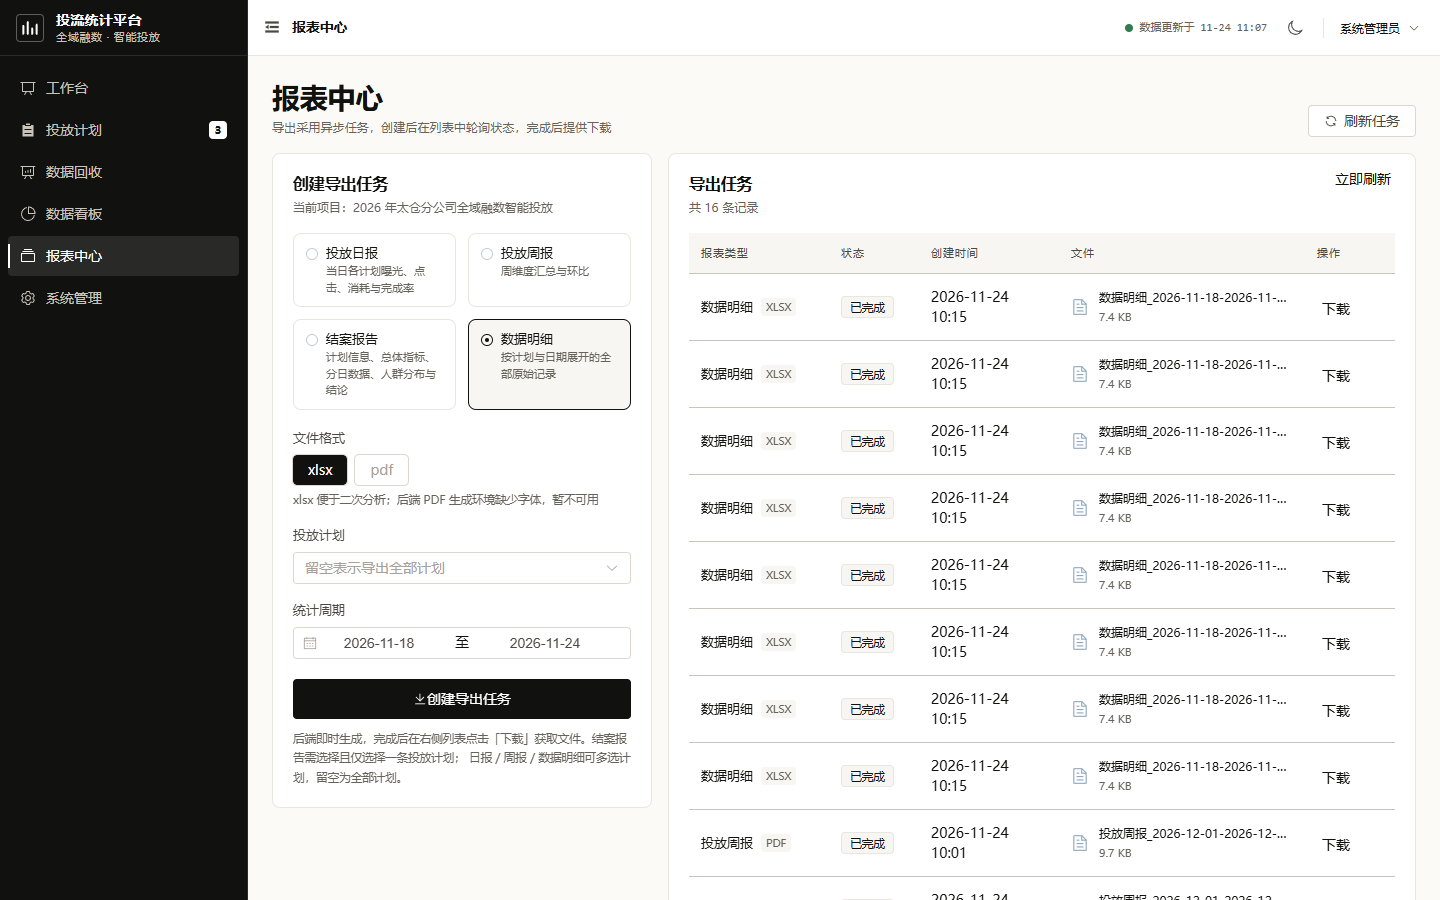 投流统计平台
全域融数 · 智能投放
工作台
投放计划
3
数据回收
数据看板
报表中心
系统管理
报表中心
数据更新于 11-24 11:07
系统管理员
报表中心
导出采用异步任务，创建后在列表中轮询状态，完成后提供下载
刷新任务
创建导出任务
当前项目：2026 年太仓分公司全域融数智能投放
投放日报
当日各计划曝光、点
击、消耗与完成率
投放周报
周维度汇总与环比
结案报告
计划信息、总体指标、
分日数据、人群分布与
结论
数据明细
按计划与日期展开的全
部原始记录
文件格式
xlsx
pdf
xlsx 便于二次分析；后端 PDF 生成环境缺少字体，暂不可用
投放计划
留空表示导出全部计划
统计周期
2026-11-18 至 2026-11-24
创建导出任务
后端即时生成，完成后在右侧列表点击「下载」获取文件。结案报
告需选择且仅选择一条投放计划； 日报 / 周报 / 数据明细可多选计
划，留空为全部计划。
导出任务
共 16 条记录
立即刷新
报表类型 状态 创建时间 文件 操作
数据明细 XLSX 已完成 2026-11-24 10:15 数据明细_2026-11-18-2026-11-... 7.4 KB 下载
数据明细 XLSX 已完成 2026-11-24 10:15 数据明细_2026-11-18-2026-11-... 7.4 KB 下载
数据明细 XLSX 已完成 2026-11-24 10:15 数据明细_2026-11-18-2026-11-... 7.4 KB 下载
数据明细 XLSX 已完成 2026-11-24 10:15 数据明细_2026-11-18-2026-11-... 7.4 KB 下载
数据明细 XLSX 已完成 2026-11-24 10:15 数据明细_2026-11-18-2026-11-... 7.4 KB 下载
数据明细 XLSX 已完成 2026-11-24 10:15 数据明细_2026-11-18-2026-11-... 7.4 KB 下载
数据明细 XLSX 已完成 2026-11-24 10:15 数据明细_2026-11-18-2026-11-... 7.4 KB 下载
数据明细 XLSX 已完成 2026-11-24 10:15 数据明细_2026-11-18-2026-11-... 7.4 KB 下载
投放周报 PDF 已完成 2026-11-24 10:01 投放周报_2026-12-01-2026-12-... 9.7 KB 下载
2026-11-24 投放周报_2026-12-01-2026-12-...